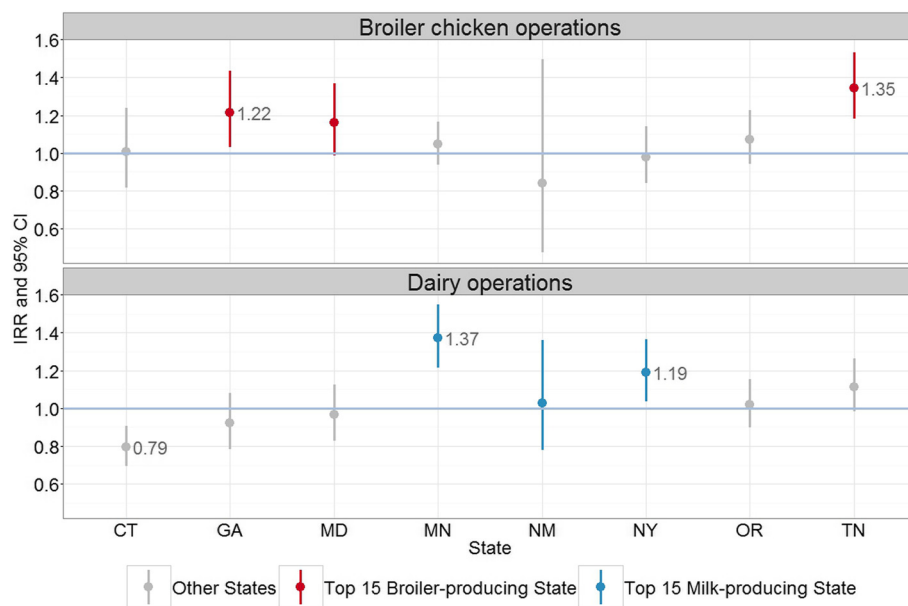 Broiler chicken operations
1.6
1.4
1.2
1.0
0.8
0.6
1.22
1.35
Dairy operations
1.6
1.4
1.2
1.0
0.8
0.6
0.79
1.37
1.19
IRR and 95% CI
CT GA MD MN NM NY OR TN
State
Other States Top 15 Broiler-producing State Top 15 Milk-producing State